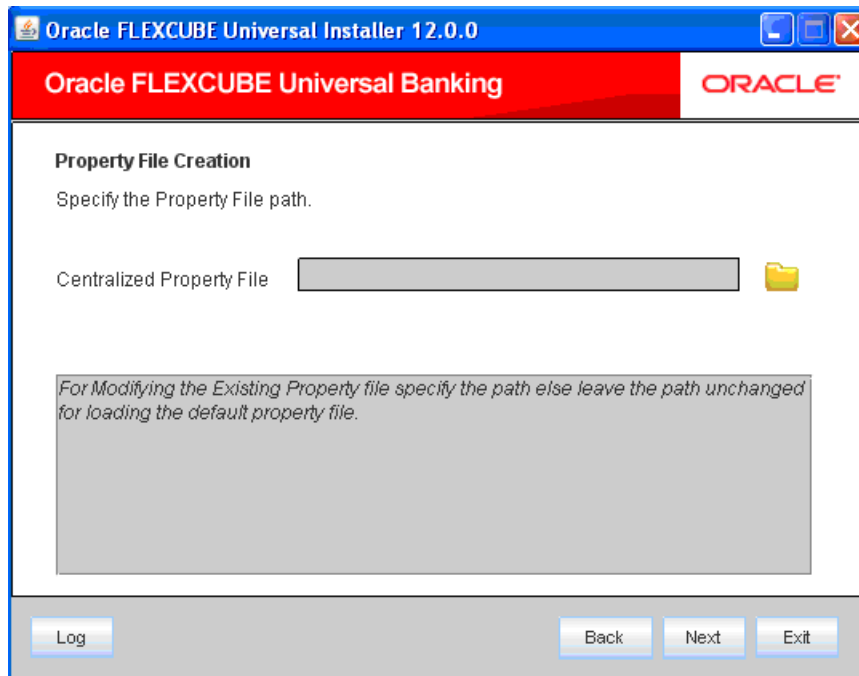 Oracle FLEXCUBE Universal Installer 12.0.0
Oracle FLEXCUBE Universal Banking
ORACLE
Property File Creation
Specify the Property File path.
Centralized Property File
For Modifying the Existing Property file specify the path else leave the path unchanged
for loading the default property file.
Log
Back
Next
Exit